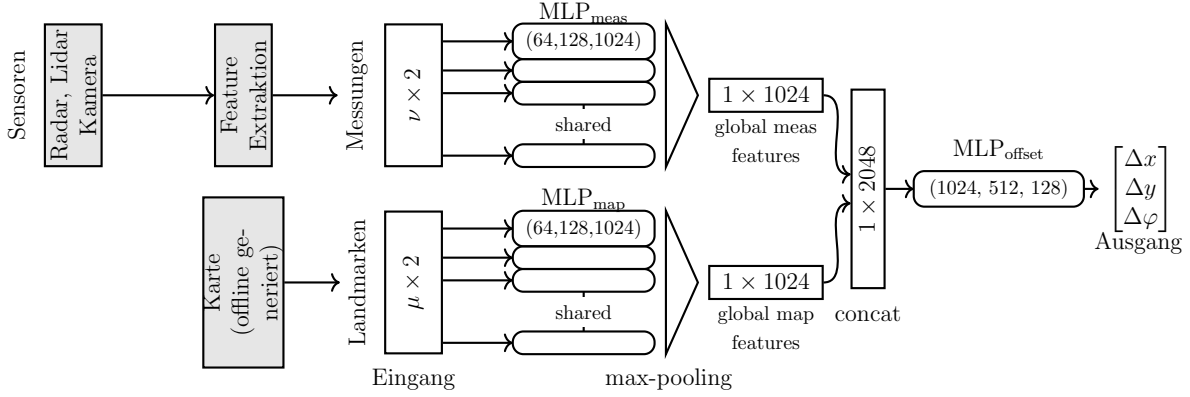 Sensoren
Radar, Lidar
Kamera
Feature
Extraktion
Messungen
ν × 2
MLP_meas
(64,128,1024)
shared
1 × 1024
global meas
features
Karte
(offline ge-
neriert)
Landmarken
μ × 2
MLP_map
(64,128,1024)
shared
1 × 1024
global map
features
Eingang
max-pooling
1 × 2048
concat
MLP_offset
(1024, 512, 128)
Δx
Δy
Δφ
Ausgang